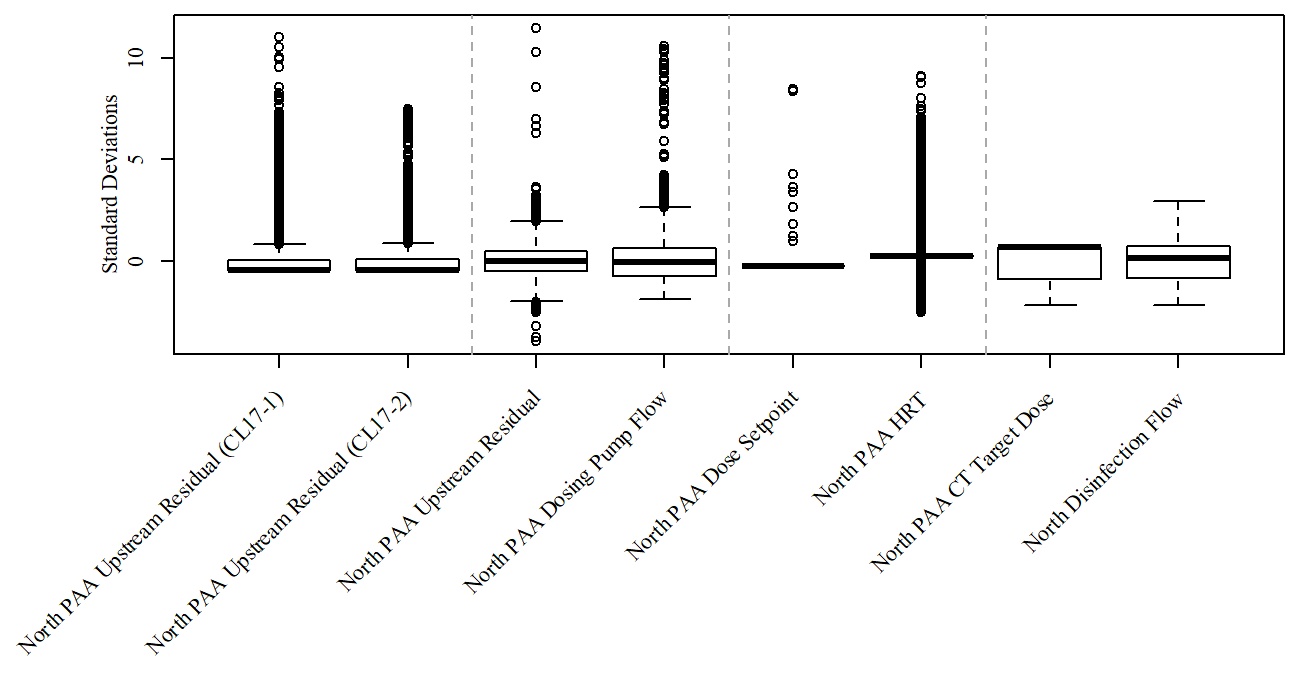 Standard Deviations
10
5
0
North PAA Upstream Residual (CL17-1)
North PAA Upstream Residual (CL17-2)
North PAA Upstream Residual
North PAA Dosing Pump Flow
North PAA Dose Setpoint
North PAA HRT
North PAA CT Target Dose
North Disinfection Flow